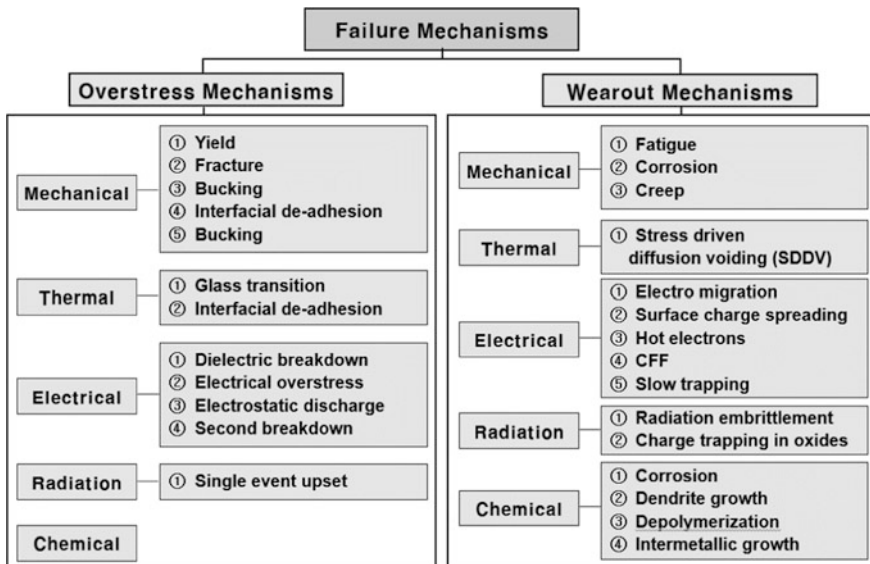 Failure Mechanisms
Overstress Mechanisms
Mechanical
① Yield
② Fracture
③ Bucking
④ Interfacial de-adhesion
⑤ Bucking
Thermal
① Glass transition
② Interfacial de-adhesion
Electrical
① Dielectric breakdown
② Electrical overstress
③ Electrostatic discharge
④ Second breakdown
Radiation
① Single event upset
Chemical
Wearout Mechanisms
Mechanical
① Fatigue
② Corrosion
③ Creep
Thermal
① Stress driven
diffusion voiding (SDDV)
Electrical
① Electro migration
② Surface charge spreading
③ Hot electrons
④ CFF
⑤ Slow trapping
Radiation
① Radiation embrittlement
② Charge trapping in oxides
Chemical
① Corrosion
② Dendrite growth
③ Depolymerization
④ Intermetallic growth